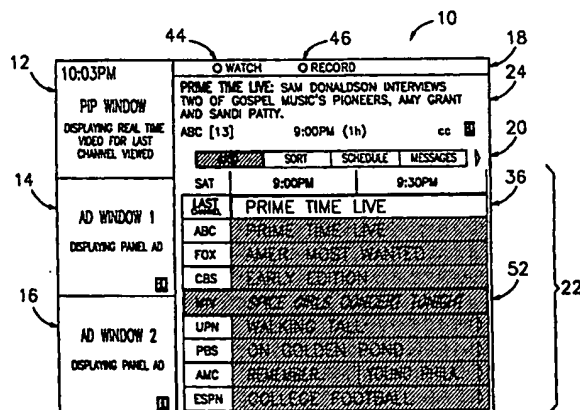 10
44
46
O WATCH O RECORD
18
12
10:03PM
PIP WINDOW
DISPLAYING REAL TIME
VIDEO FOR LAST
CHANNEL VIEWED
PRIME TIME LIVE: SAM DONALDSON INTERVIEWS
TWO OF GOSPEL MUSIC'S PIONEERS, AMY GRANT
AND SANDI PATTY.
ABC [13] 9:00PM (1h) cc
24
SORT SCHEDULE MESSAGES
20
14
SAT 9:00PM 9:30PM
36
LAST CHANNEL PRIME TIME LIVE
AD WINDOW 1
DISPLAYING PANEL AD
ABC PRIME TIME LIVE
FOX AMER. MOST WANTED
CBS EARLY EDITION
16
SPICE GIRLS CONCERT TONIGHT
52
22
AD WINDOW 2
DISPLAYING PANEL AD
UPN WALKING TALL
PBS ON GOLDEN POND
AMC REMEMBER YOUNG PHILA.
ESPN COLLEGE FOOTBALL